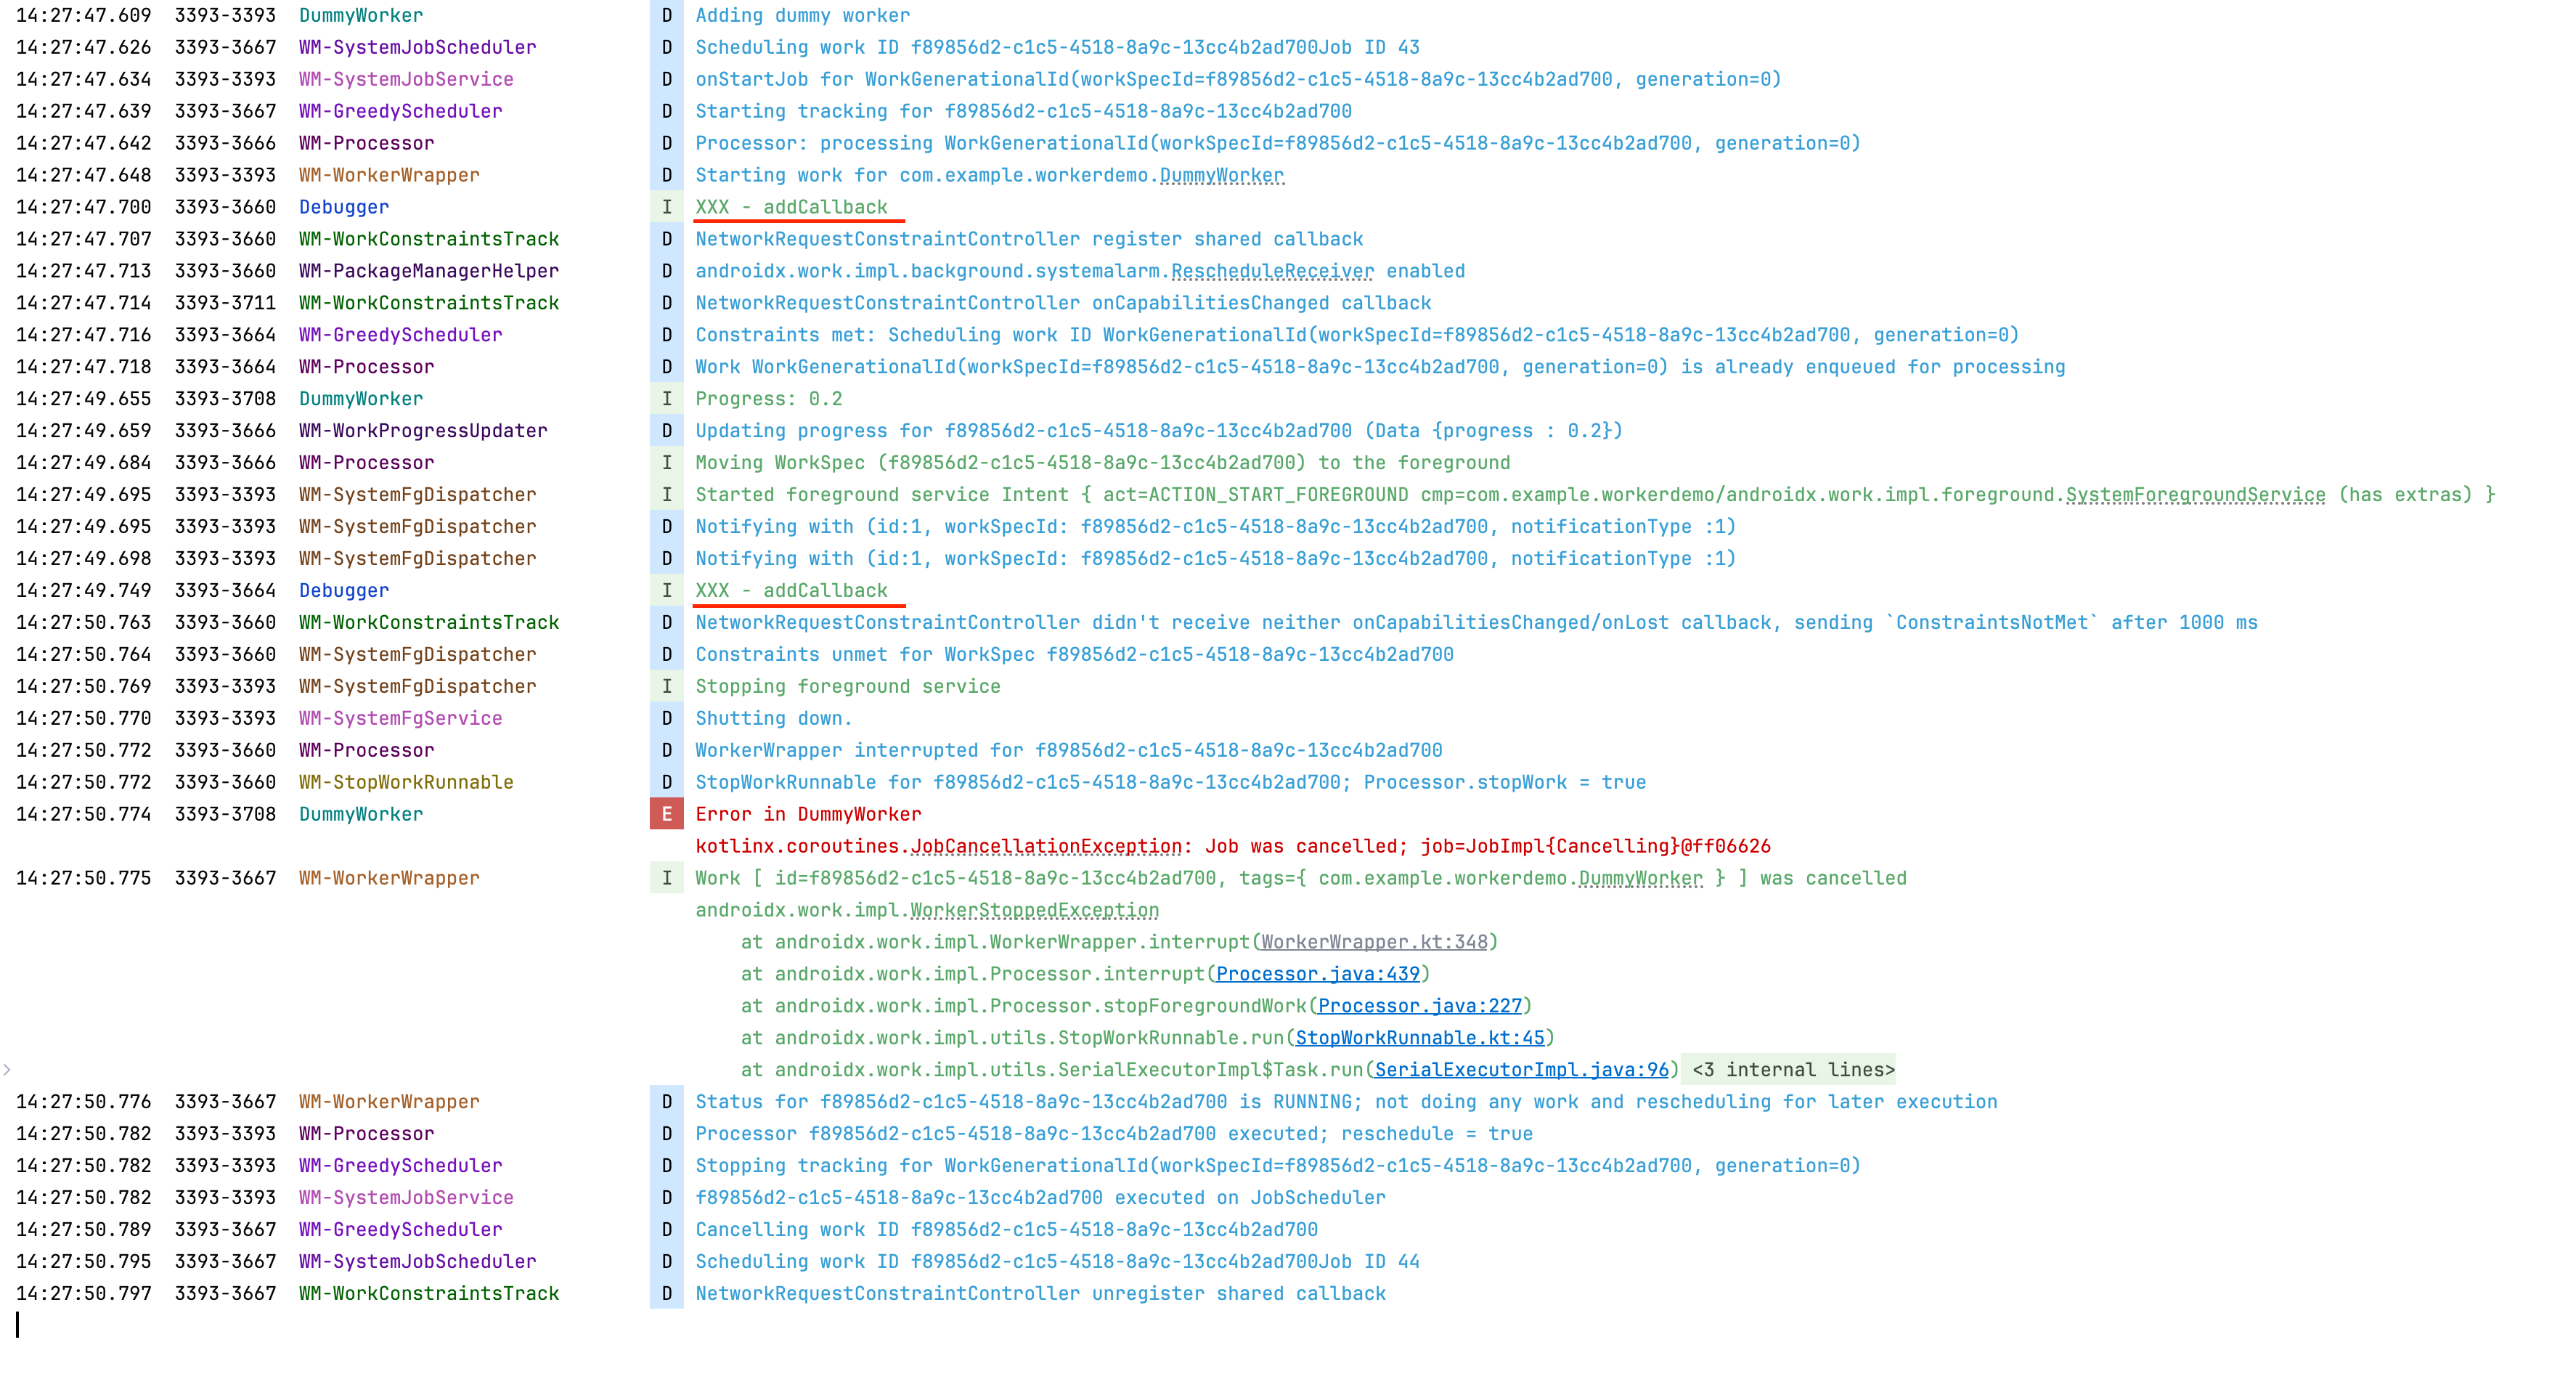 14:27:47.609 3393-3393 DummyWorker D Adding dummy worker
14:27:47.626 3393-3667 WM-SystemJobScheduler D Scheduling work ID f89856d2-c1c5-4518-8a9c-13cc4b2ad700Job ID 43
14:27:47.634 3393-3393 WM-SystemJobService D onStartJob for WorkGenerationalId(workSpecId=f89856d2-c1c5-4518-8a9c-13cc4b2ad700, generation=0)
14:27:47.639 3393-3667 WM-GreedyScheduler D Starting tracking for f89856d2-c1c5-4518-8a9c-13cc4b2ad700
14:27:47.642 3393-3666 WM-Processor D Processor: processing WorkGenerationalId(workSpecId=f89856d2-c1c5-4518-8a9c-13cc4b2ad700, generation=0)
14:27:47.648 3393-3393 WM-WorkerWrapper D Starting work for com.example.workerdemo.DummyWorker
14:27:47.700 3393-3660 Debugger I XXX - addCallback
14:27:47.707 3393-3660 WM-WorkConstraintsTrack D NetworkRequestConstraintController register shared callback
14:27:47.713 3393-3660 WM-PackageManagerHelper D androidx.work.impl.background.systemalarm.RescheduleReceiver enabled
14:27:47.714 3393-3711 WM-WorkConstraintsTrack D NetworkRequestConstraintController onCapabilitiesChanged callback
14:27:47.716 3393-3664 WM-GreedyScheduler D Constraints met: Scheduling work ID WorkGenerationalId(workSpecId=f89856d2-c1c5-4518-8a9c-13cc4b2ad700, generation=0)
14:27:47.718 3393-3664 WM-Processor D Work WorkGenerationalId(workSpecId=f89856d2-c1c5-4518-8a9c-13cc4b2ad700, generation=0) is already enqueued for processing
14:27:49.655 3393-3708 DummyWorker I Progress: 0.2
14:27:49.659 3393-3666 WM-WorkProgressUpdater D Updating progress for f89856d2-c1c5-4518-8a9c-13cc4b2ad700 (Data {progress : 0.2})
14:27:49.684 3393-3666 WM-Processor I Moving WorkSpec (f89856d2-c1c5-4518-8a9c-13cc4b2ad700) to the foreground
14:27:49.695 3393-3393 WM-SystemFgDispatcher I Started foreground service Intent { act=ACTION_START_FOREGROUND cmp=com.example.workerdemo/androidx.work.impl.foreground.SystemForegroundService (has extras) }
14:27:49.695 3393-3393 WM-SystemFgDispatcher D Notifying with (id:1, workSpecId: f89856d2-c1c5-4518-8a9c-13cc4b2ad700, notificationType :1)
14:27:49.698 3393-3393 WM-SystemFgDispatcher D Notifying with (id:1, workSpecId: f89856d2-c1c5-4518-8a9c-13cc4b2ad700, notificationType :1)
14:27:49.749 3393-3664 Debugger I XXX - addCallback
14:27:50.763 3393-3660 WM-WorkConstraintsTrack D NetworkRequestConstraintController didn't receive neither onCapabilitiesChanged/onLost callback, sending `ConstraintsNotMet` after 1000 ms
14:27:50.764 3393-3660 WM-SystemFgDispatcher D Constraints unmet for WorkSpec f89856d2-c1c5-4518-8a9c-13cc4b2ad700
14:27:50.769 3393-3393 WM-SystemFgDispatcher I Stopping foreground service
14:27:50.770 3393-3393 WM-SystemFgService D Shutting down.
14:27:50.772 3393-3660 WM-Processor D WorkerWrapper interrupted for f89856d2-c1c5-4518-8a9c-13cc4b2ad700
14:27:50.772 3393-3660 WM-StopWorkRunnable D StopWorkRunnable for f89856d2-c1c5-4518-8a9c-13cc4b2ad700; Processor.stopWork = true
14:27:50.774 3393-3708 DummyWorker E Error in DummyWorker
kotlinx.coroutines.JobCancellationException: Job was cancelled; job=JobImpl{Cancelling}@ff06626
14:27:50.775 3393-3667 WM-WorkerWrapper I Work [ id=f89856d2-c1c5-4518-8a9c-13cc4b2ad700, tags={ com.example.workerdemo.DummyWorker } ] was cancelled
androidx.work.impl.WorkerStoppedException
at androidx.work.impl.WorkerWrapper.interrupt(WorkerWrapper.kt:348)
at androidx.work.impl.Processor.interrupt(Processor.java:439)
at androidx.work.impl.Processor.stopForegroundWork(Processor.java:227)
at androidx.work.impl.utils.StopWorkRunnable.run(StopWorkRunnable.kt:45)
at androidx.work.impl.utils.SerialExecutorImpl$Task.run(SerialExecutorImpl.java:96) <3 internal lines>
14:27:50.776 3393-3667 WM-WorkerWrapper D Status for f89856d2-c1c5-4518-8a9c-13cc4b2ad700 is RUNNING; not doing any work and rescheduling for later execution
14:27:50.782 3393-3393 WM-Processor D Processor f89856d2-c1c5-4518-8a9c-13cc4b2ad700 executed; reschedule = true
14:27:50.782 3393-3393 WM-GreedyScheduler D Stopping tracking for WorkGenerationalId(workSpecId=f89856d2-c1c5-4518-8a9c-13cc4b2ad700, generation=0)
14:27:50.782 3393-3393 WM-SystemJobService D f89856d2-c1c5-4518-8a9c-13cc4b2ad700 executed on JobScheduler
14:27:50.789 3393-3667 WM-GreedyScheduler D Cancelling work ID f89856d2-c1c5-4518-8a9c-13cc4b2ad700
14:27:50.795 3393-3667 WM-SystemJobScheduler D Scheduling work ID f89856d2-c1c5-4518-8a9c-13cc4b2ad700Job ID 44
14:27:50.797 3393-3667 WM-WorkConstraintsTrack D NetworkRequestConstraintController unregister shared callback